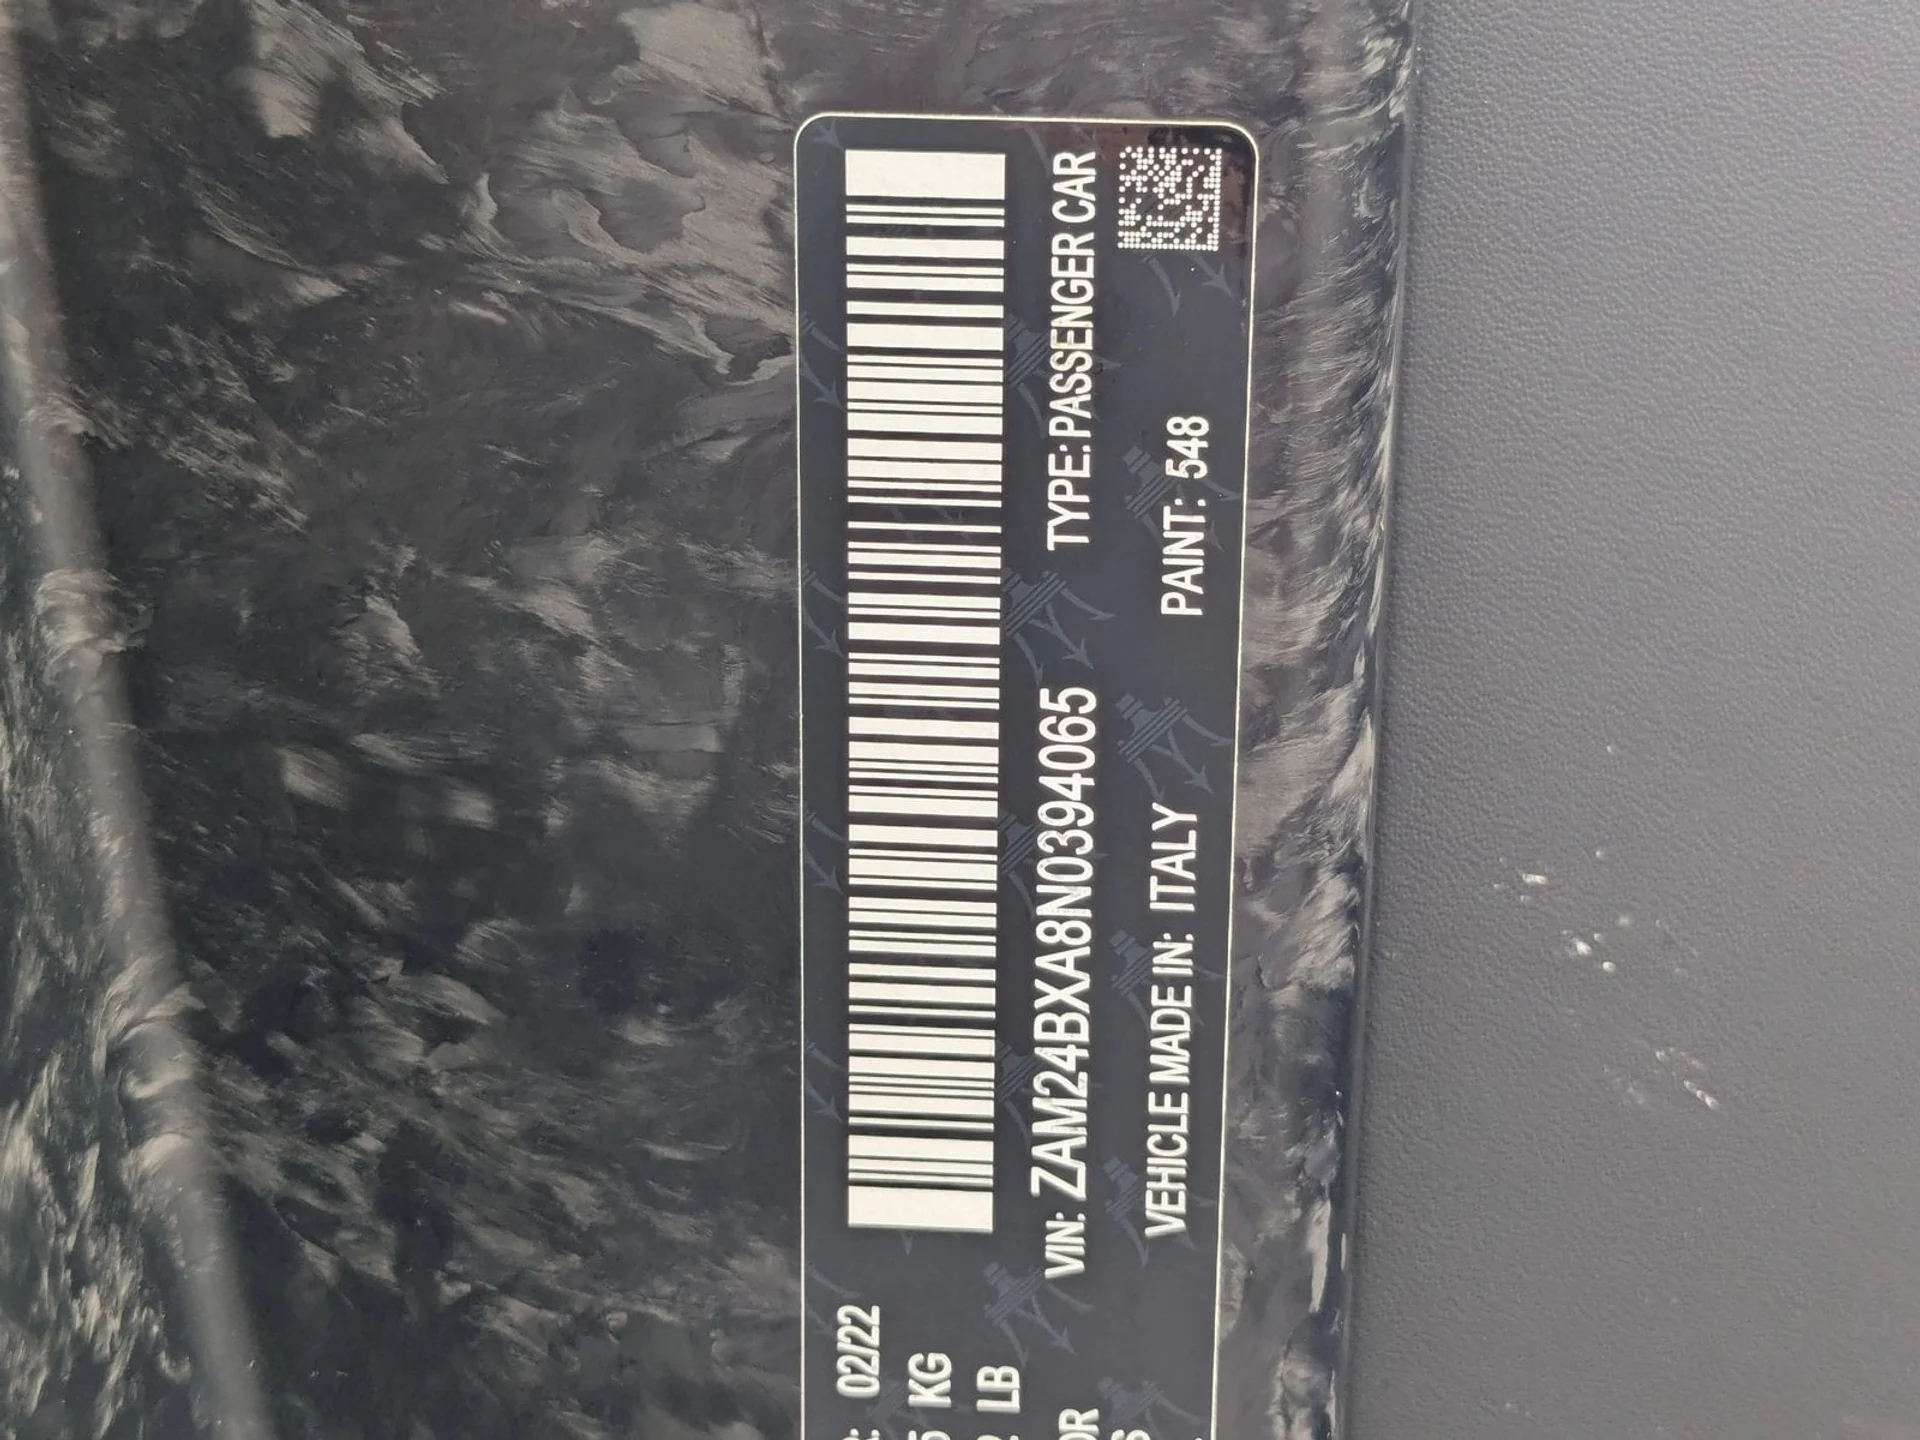 02/22
KG
LB
VIN: ZAM24BXA8N0394065 TYPE: PASSENGER CAR
VEHICLE MADE IN: ITALY PAINT: 548